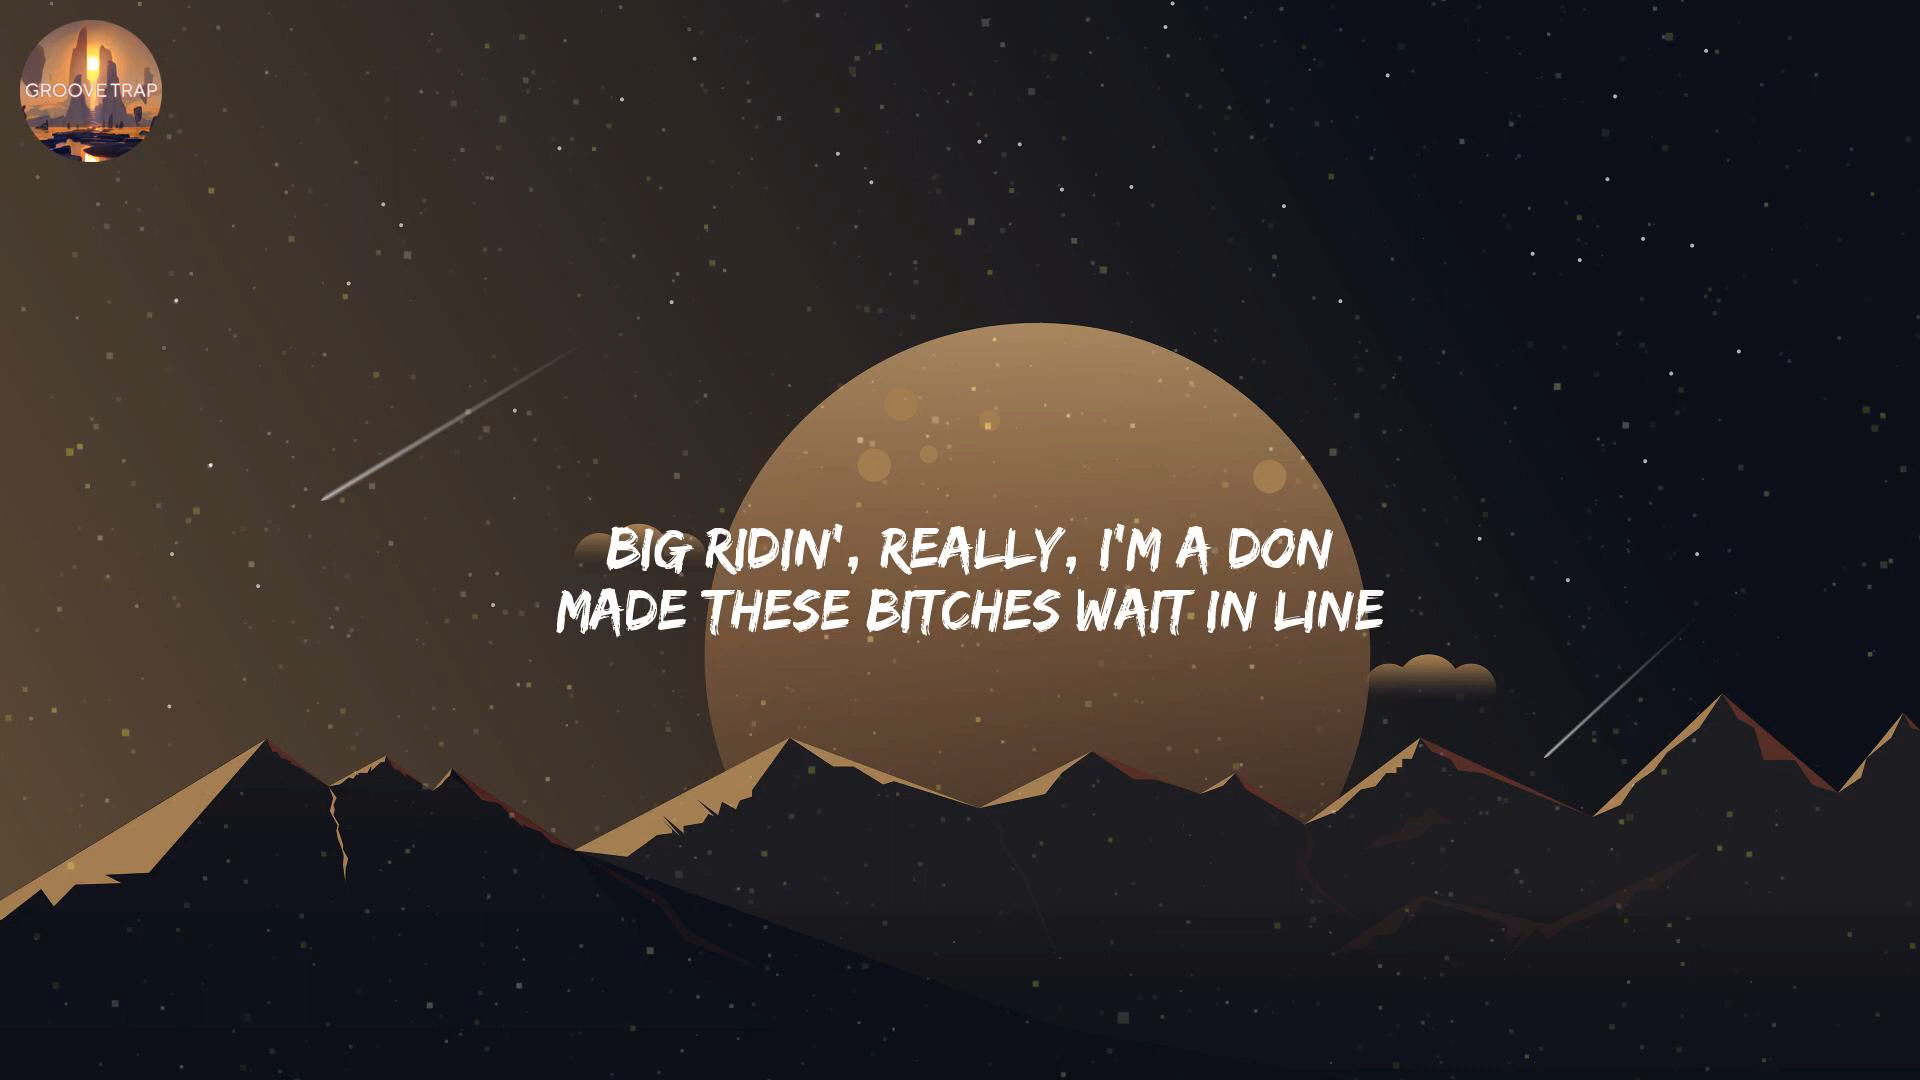 GROOVE TRAP
BIG RIDIN', REALLY, I'M A DON
MADE THESE BITCHES WAIT IN LINE